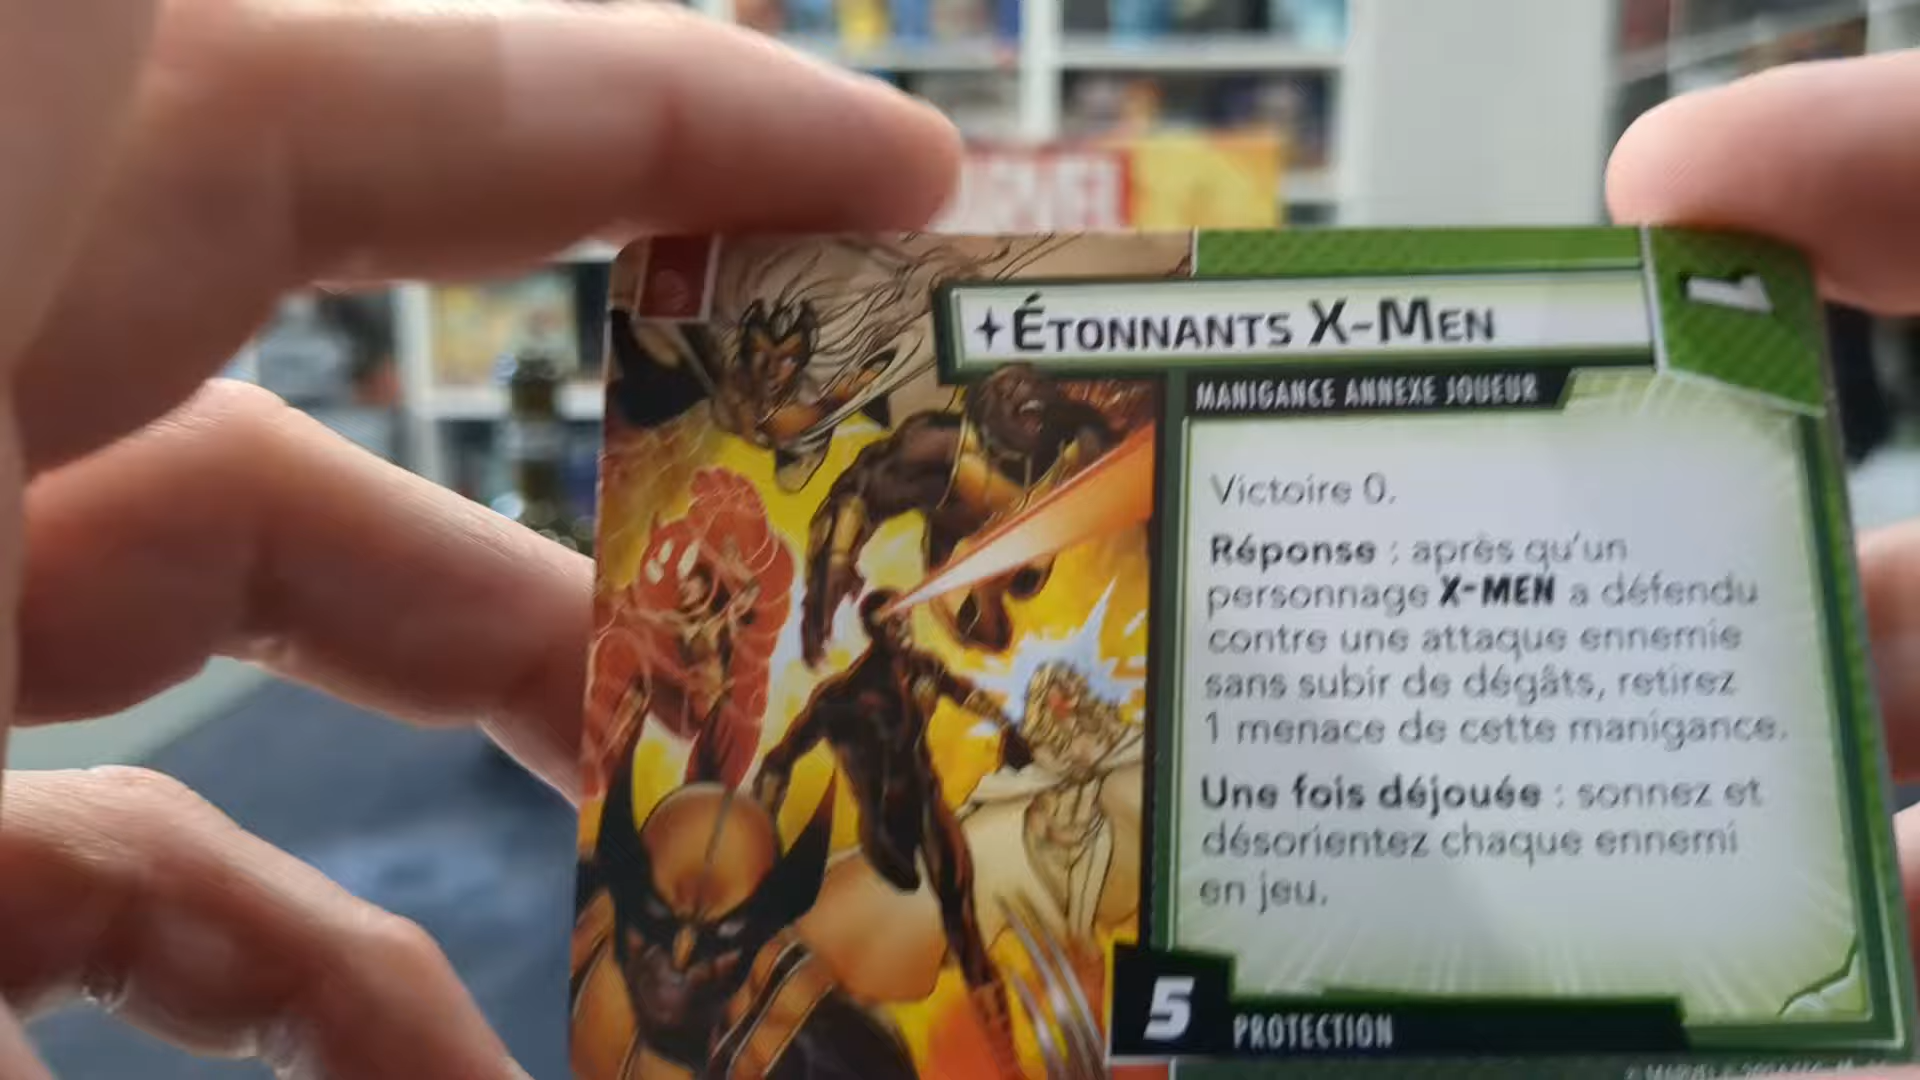 MARVEL
ÉTONNANTS X-MEN
1
MANIGANCE ANNEXE JOUEUR
Victoire 0.
Réponse : après qu'un
personnage X-MEN a défendu
contre une attaque ennemie
sans subir de dégâts, retirez
1 menace de cette manigance.
Une fois déjouée : sonnez et
désorientez chaque ennemi
en jeu.
5
PROTECTION